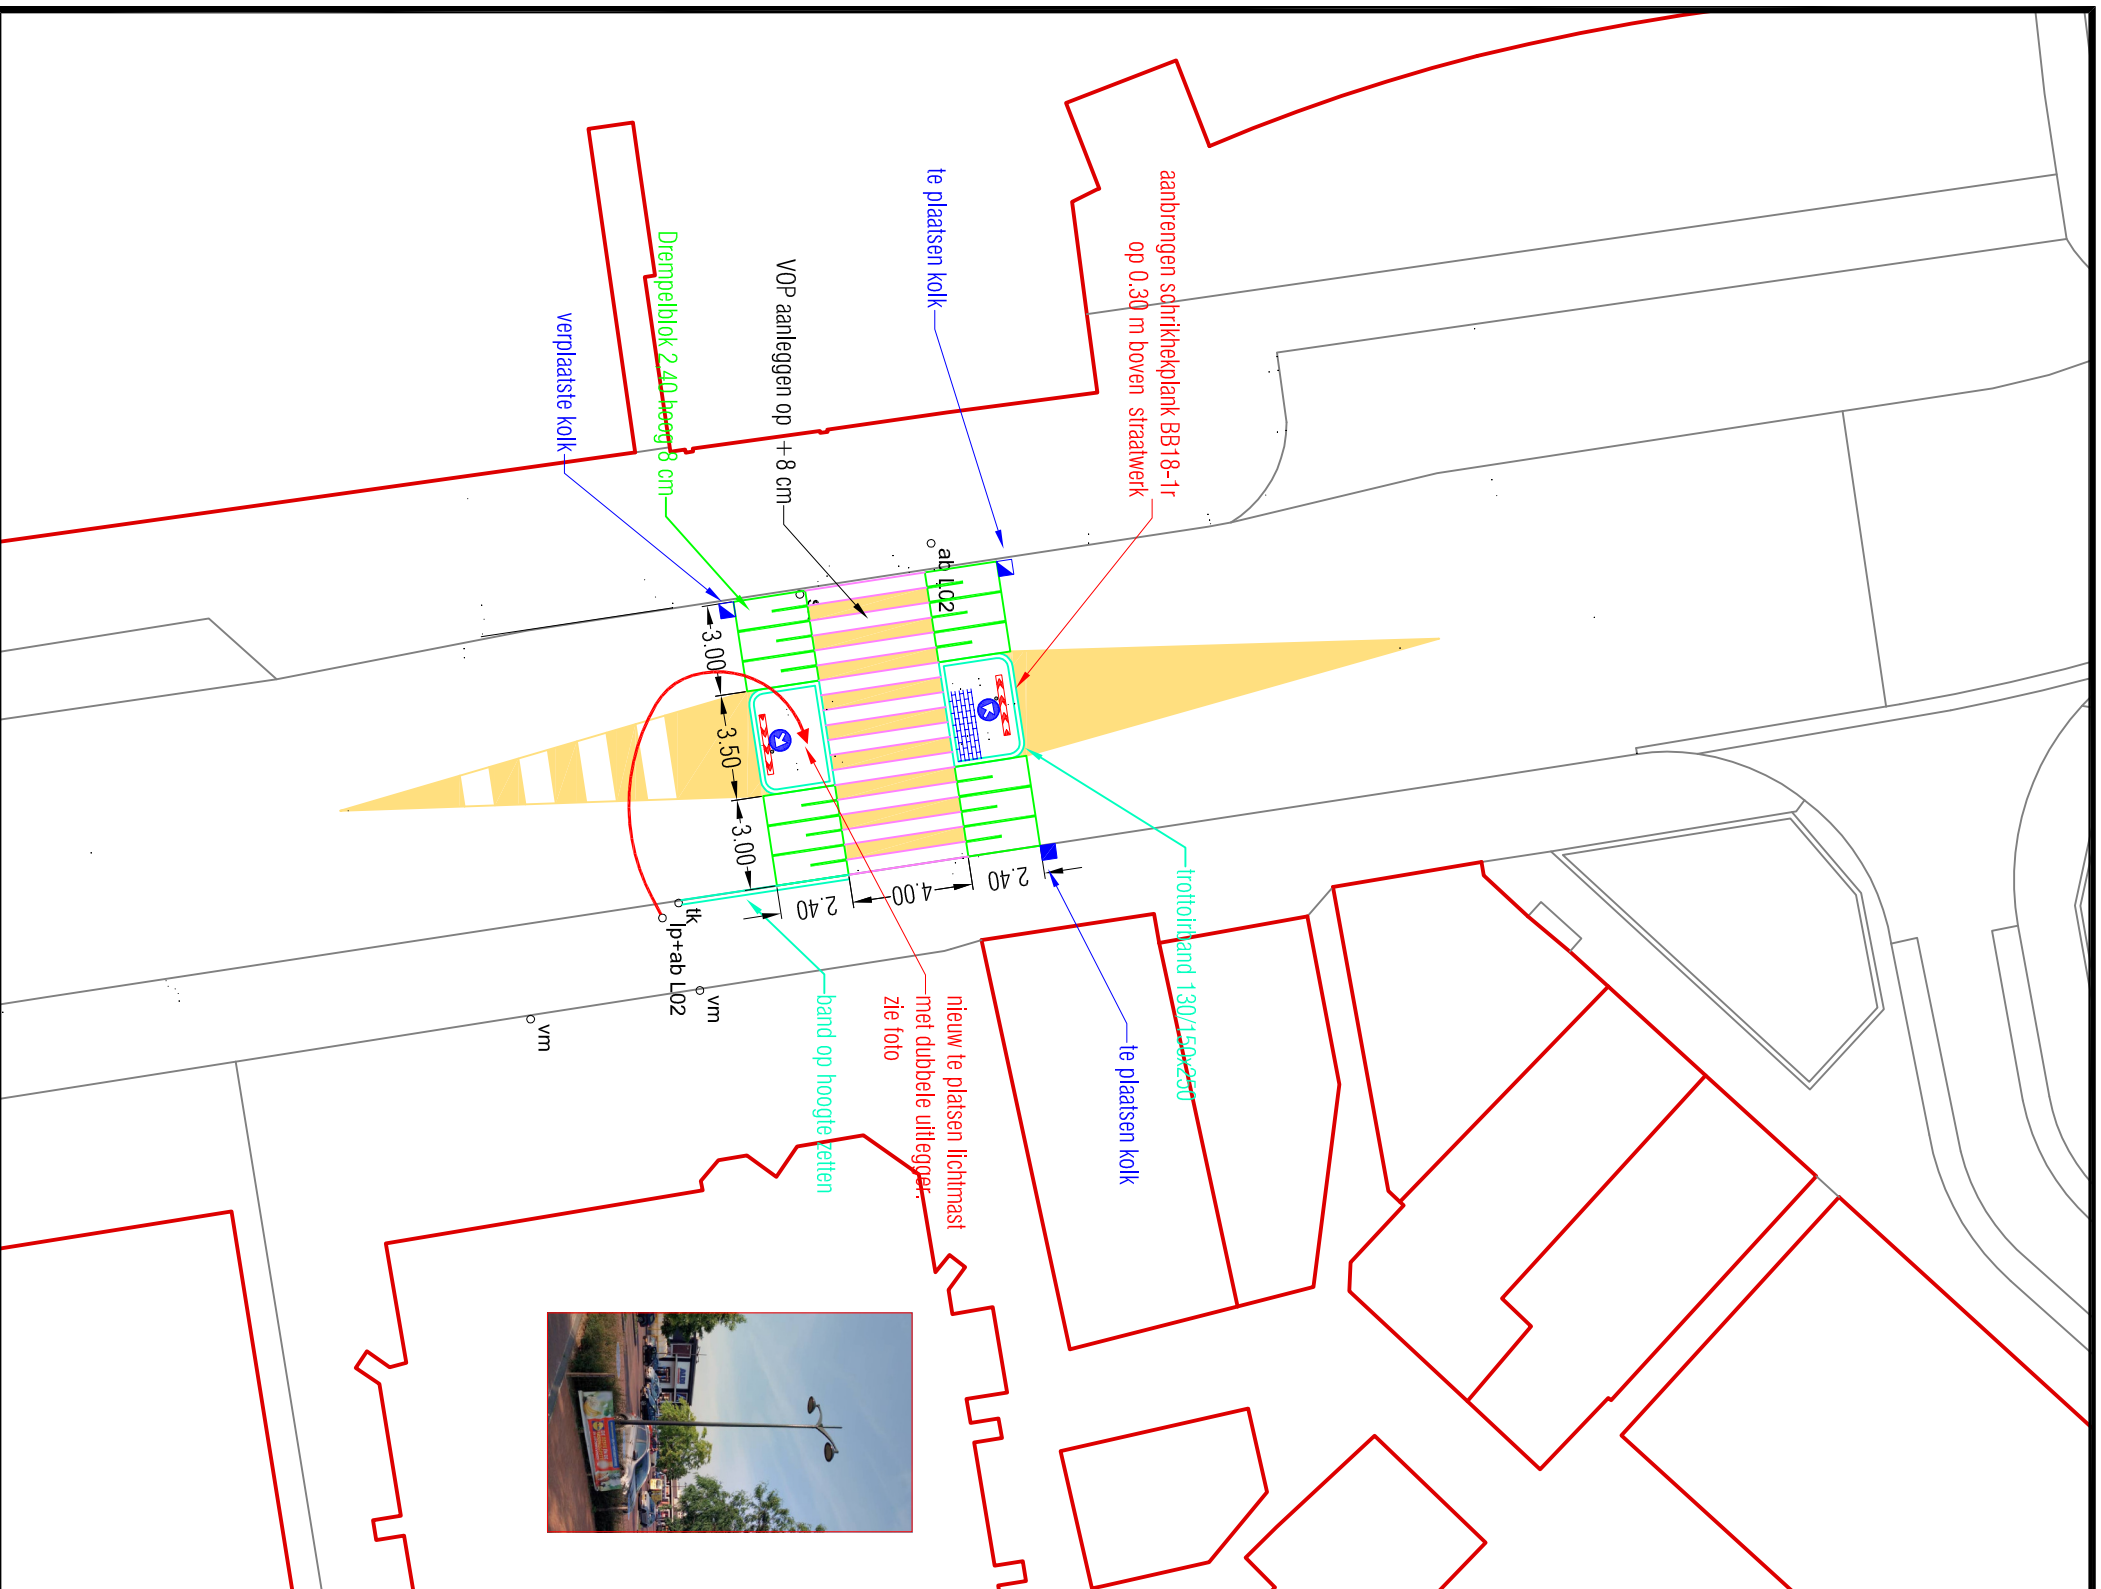 aanbrengen schrikhekplank BB18-1r
op 0.30 m boven straatwerk
te plaatsen kolk
VOP aanleggen op +8 cm
Drempelblok 2.40 hoog 8 cm
verplaatste kolk
ab L02
3.00
3.50
3.00
2.40
4.00
2.40
trottoirband 130/150x250
te plaatsen kolk
nieuw te platsen lichtmast
met dubbele uitlegger.
zie foto
band op hoogte zetten
tk
lp+ab L02
vm
vm